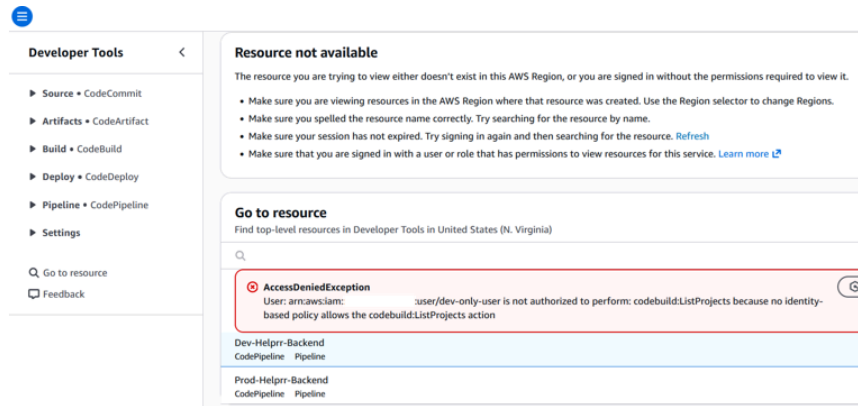 Developer Tools
Source • CodeCommit
Artifacts • CodeArtifact
Build • CodeBuild
Deploy • CodeDeploy
Pipeline • CodePipeline
Settings
Go to resource
Feedback
Resource not available
The resource you are trying to view either doesn't exist in this AWS Region, or you are signed in without the permissions required to view it.
• Make sure you are viewing resources in the AWS Region where that resource was created. Use the Region selector to change Regions.
• Make sure you spelled the resource name correctly. Try searching for the resource by name.
• Make sure your session has not expired. Try signing in again and then searching for the resource. Refresh
• Make sure that you are signed in with a user or role that has permissions to view resources for this service. Learn more
Go to resource
Find top-level resources in Developer Tools in United States (N. Virginia)
AccessDeniedException
User: arn:aws:iam: :user/dev-only-user is not authorized to perform: codebuild:ListProjects because no identity-
based policy allows the codebuild:ListProjects action
Dev-Helprr-Backend
CodePipeline Pipeline
Prod-Helprr-Backend
CodePipeline Pipeline